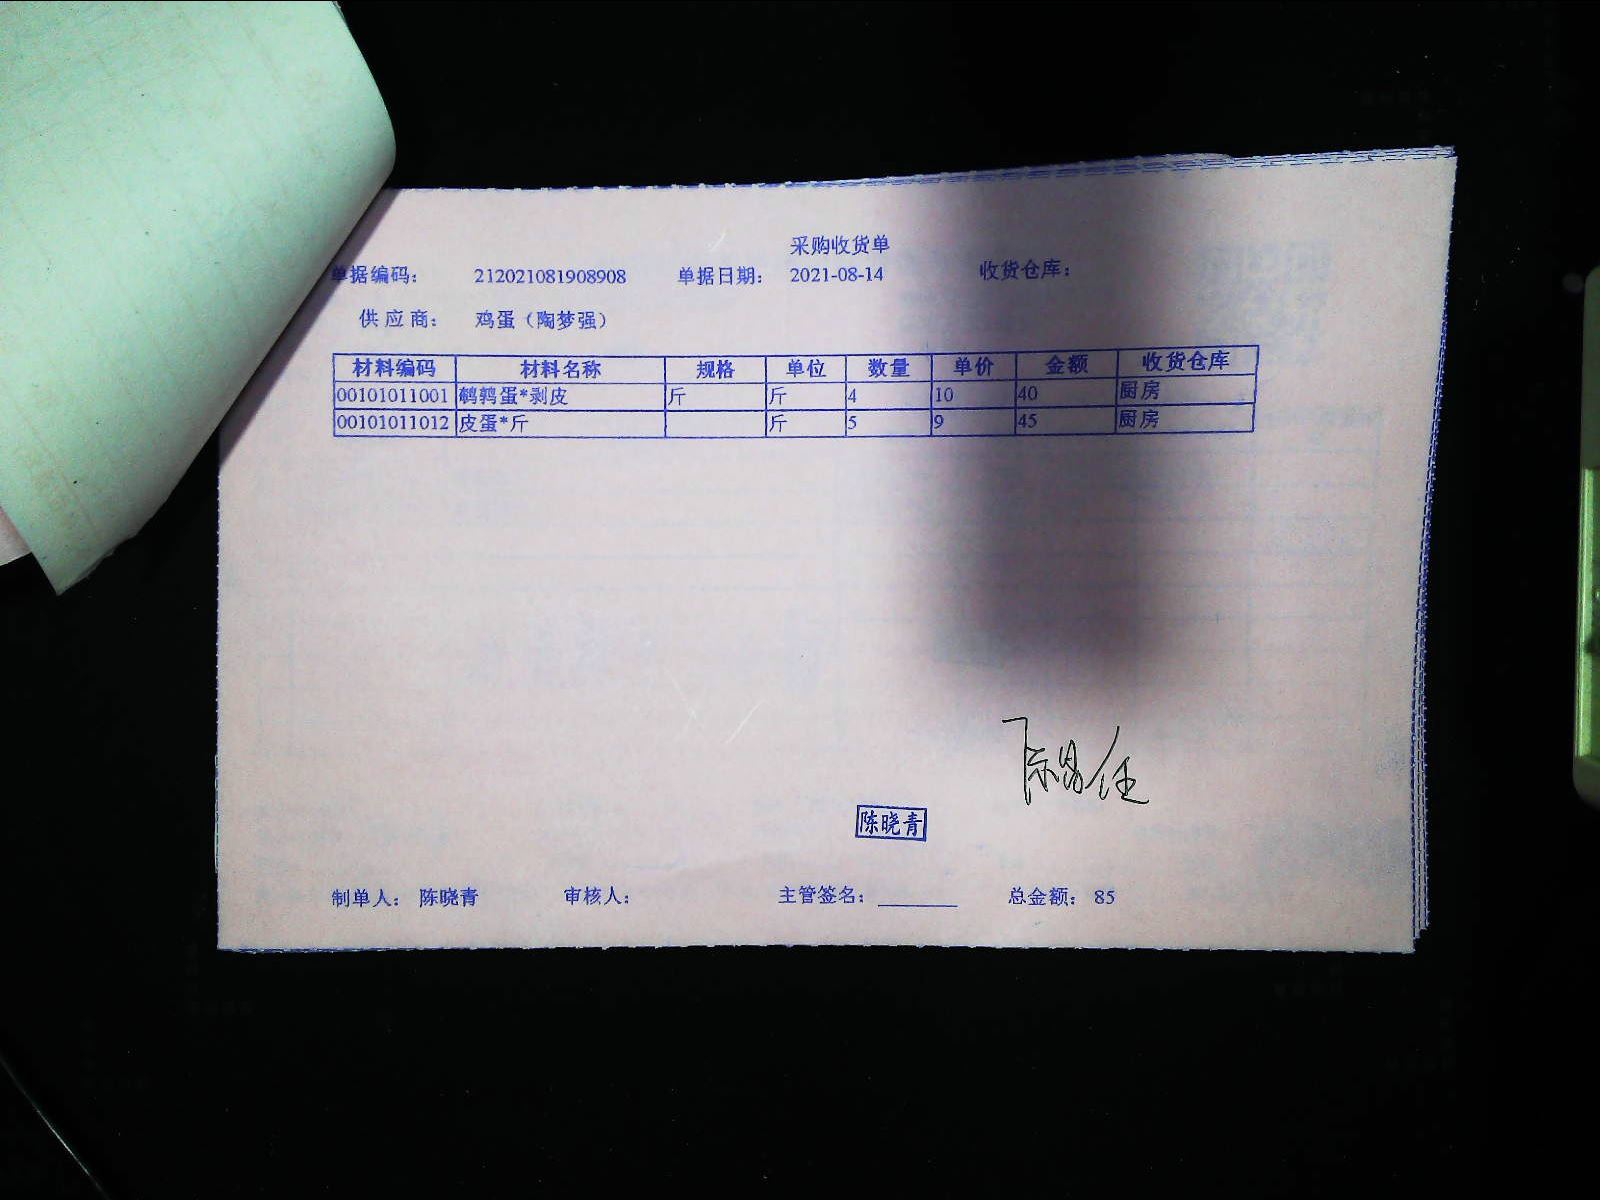 采购收货单
单据编码： 212021081908908 单据日期： 2021-08-14 收货仓库：
供应商： 鸡蛋（陶梦强）
材料编码 材料名称 规格 单位 数量 单价 金额 收货仓库
00101011001 鹌鹑蛋*剥皮 斤 斤 4 10 40 厨房
00101011012 皮蛋*斤 斤 5 9 45 厨房
陈晓青
制单人： 陈晓青 审核人： 主管签名： 总金额： 85